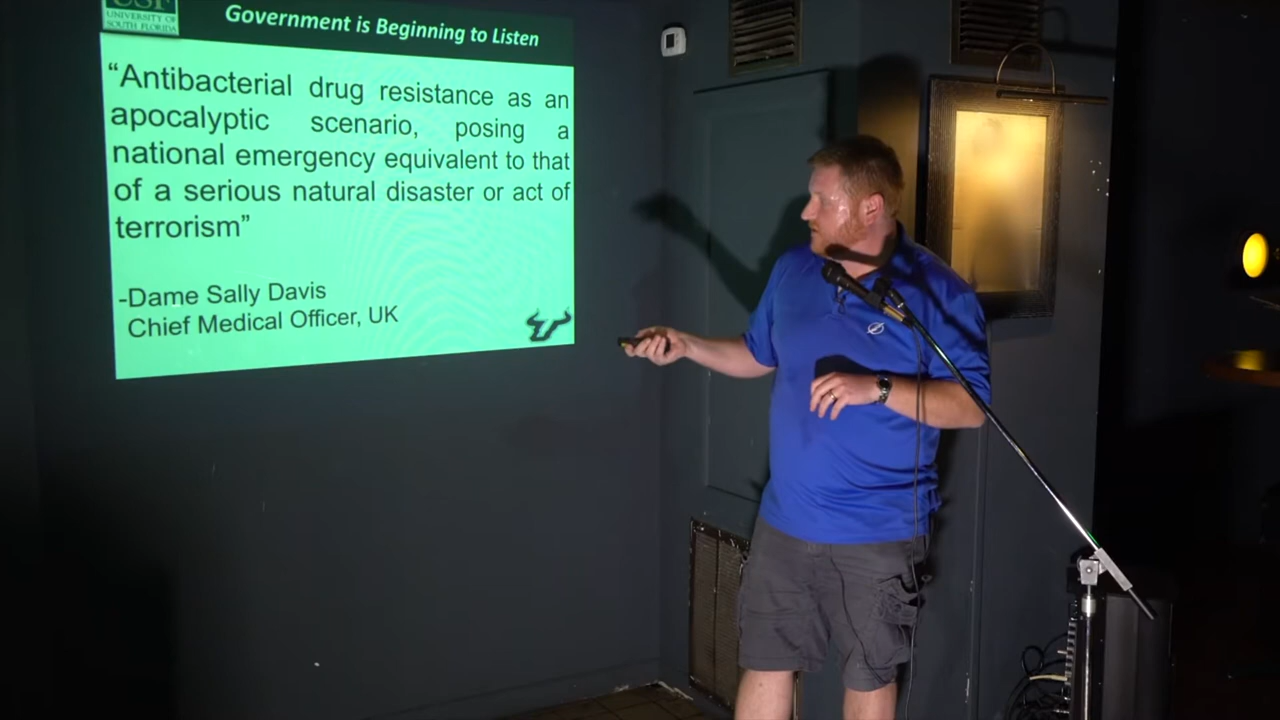 USF
UNIVERSITY OF
SOUTH FLORIDA
Government is Beginning to Listen
“Antibacterial drug resistance as an
apocalyptic scenario, posing a
national emergency equivalent to that
of a serious natural disaster or act of
terrorism”
-Dame Sally Davis
Chief Medical Officer, UK